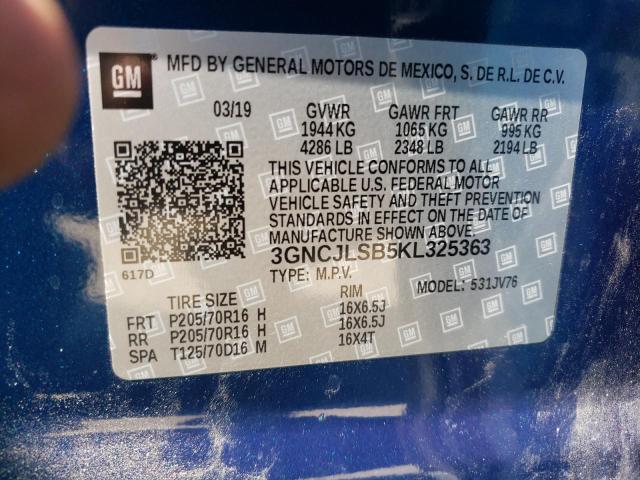 GM MFD BY GENERAL MOTORS DE MEXICO, S. DE R.L. DE C.V.
03/19 GVWR GAWR FRT GAWR RR
1944 KG 1065 KG 995 KG
4286 LB 2348 LB 2194 LB
THIS VEHICLE CONFORMS TO ALL
APPLICABLE U.S. FEDERAL MOTOR
VEHICLE SAFETY AND THEFT PREVENTION
STANDARDS IN EFFECT ON THE DATE OF
MANUFACTURE SHOWN ABOVE.
617D 3GNCJLSB5KL325363
TYPE: M.P.V. MODEL: 531JV76
TIRE SIZE RIM
FRT P205/70R16 H 16X6.5J
RR P205/70R16 H 16X6.5J
SPA T125/70D16 M 16X4T